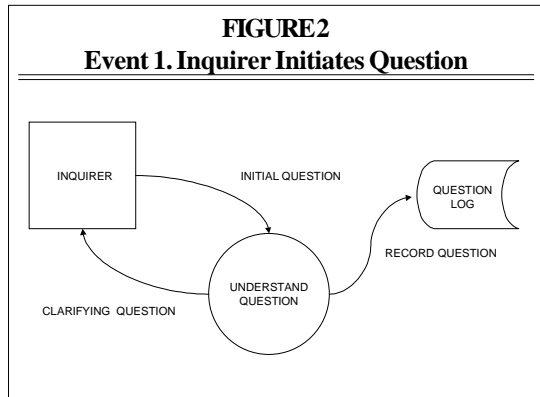 FIGURE 2
Event 1. Inquirer Initiates Question
INQUIRER
INITIAL QUESTION
QUESTION
LOG
RECORD QUESTION
UNDERSTAND
QUESTION
CLARIFYING QUESTION